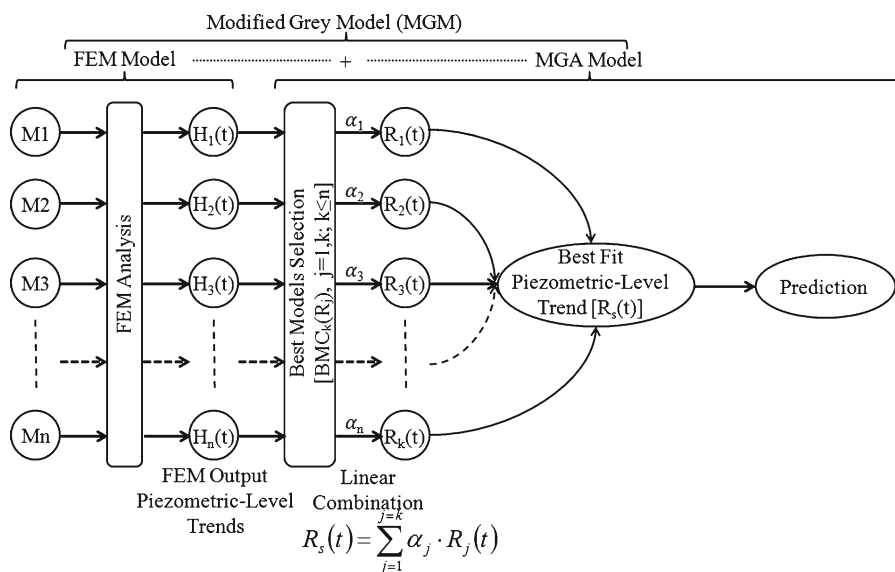 Modified Grey Model (MGM)
FEM Model + MGA Model
M1
M2
M3
Mn
FEM Analysis
H₁(t)
H₂(t)
H₃(t)
Hₙ(t)
Best Models Selection
[BMCₖ(Rⱼ), j=1,k; k≤n]
α₁
α₂
α₃
αₙ
R₁(t)
R₂(t)
R₃(t)
Rₖ(t)
Best Fit
Piezometric-Level
Trend [Rₛ(t)]
Prediction
FEM Output
Piezometric-Level
Trends
Linear
Combination
Rₛ(t) = ∑_{j=1}^{j=k} αⱼ · Rⱼ(t)